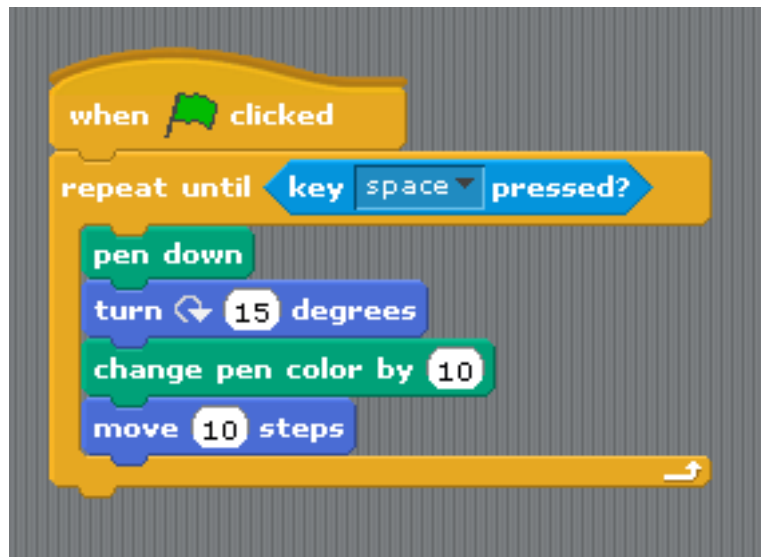 when clicked
repeat until key space pressed?
pen down
turn 15 degrees
change pen color by 10
move 10 steps